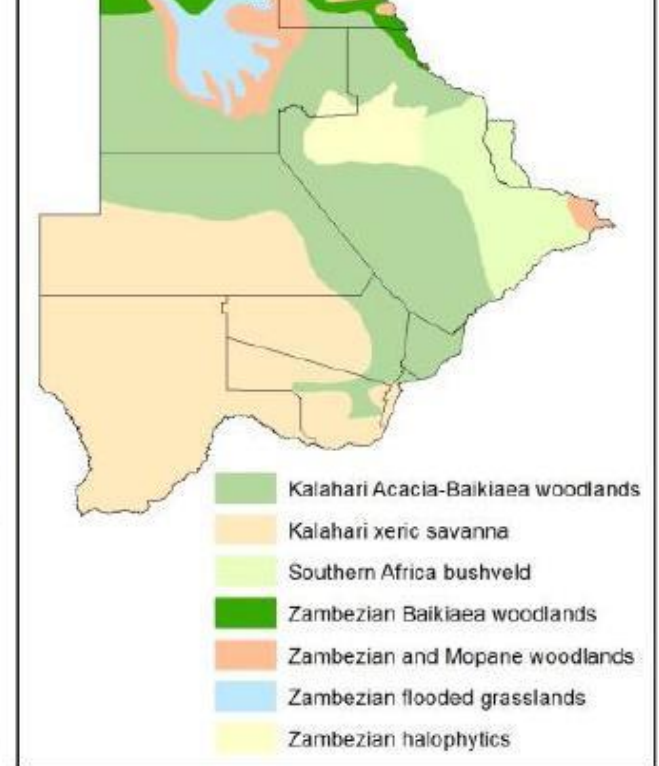 Kalahari Acacia-Baikiaea woodlands
Kalahari xeric savanna
Southern Africa bushveld
Zambezian Baikiaea woodlands
Zambezian and Mopane woodlands
Zambezian flooded grasslands
Zambezian halophytics